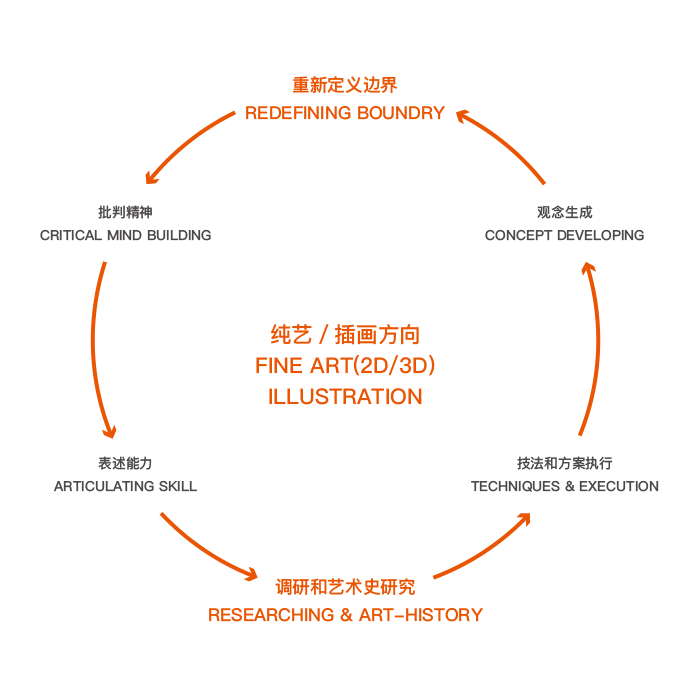 重新定义边界
REDEFINING BOUNDRY
批判精神
CRITICAL MIND BUILDING
观念生成
CONCEPT DEVELOPING
纯艺 / 插画方向
FINE ART(2D/3D)
ILLUSTRATION
表述能力
ARTICULATING SKILL
技法和方案执行
TECHNIQUES & EXECUTION
调研和艺术史研究
RESEARCHING & ART-HISTORY